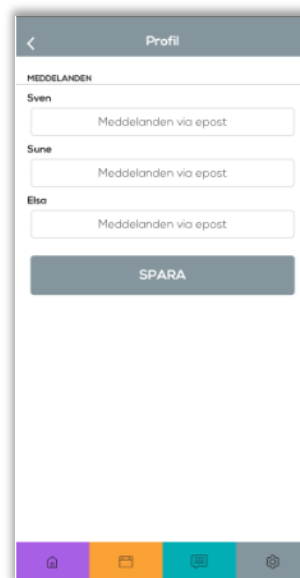 Profil
MEDDELANDEN
Sven
Meddelanden via epost
Sune
Meddelanden via epost
Elsa
Meddelanden via epost
SPARA